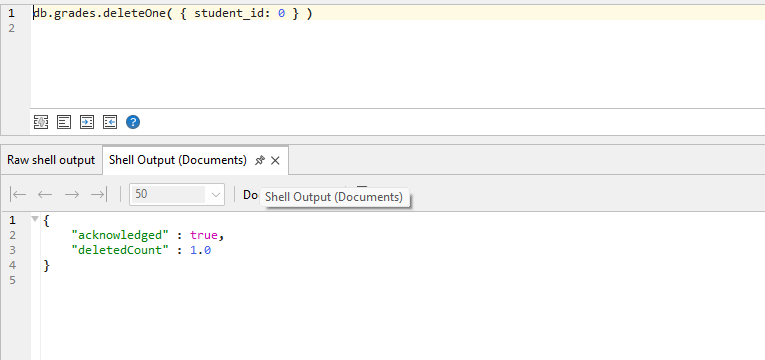 1 db.grades.deleteOne( { student_id: 0 } )
2
?
Raw shell output Shell Output (Documents)
50 Do
Shell Output (Documents)
1 {
2 "acknowledged" : true,
3 "deletedCount" : 1.0
4 }
5